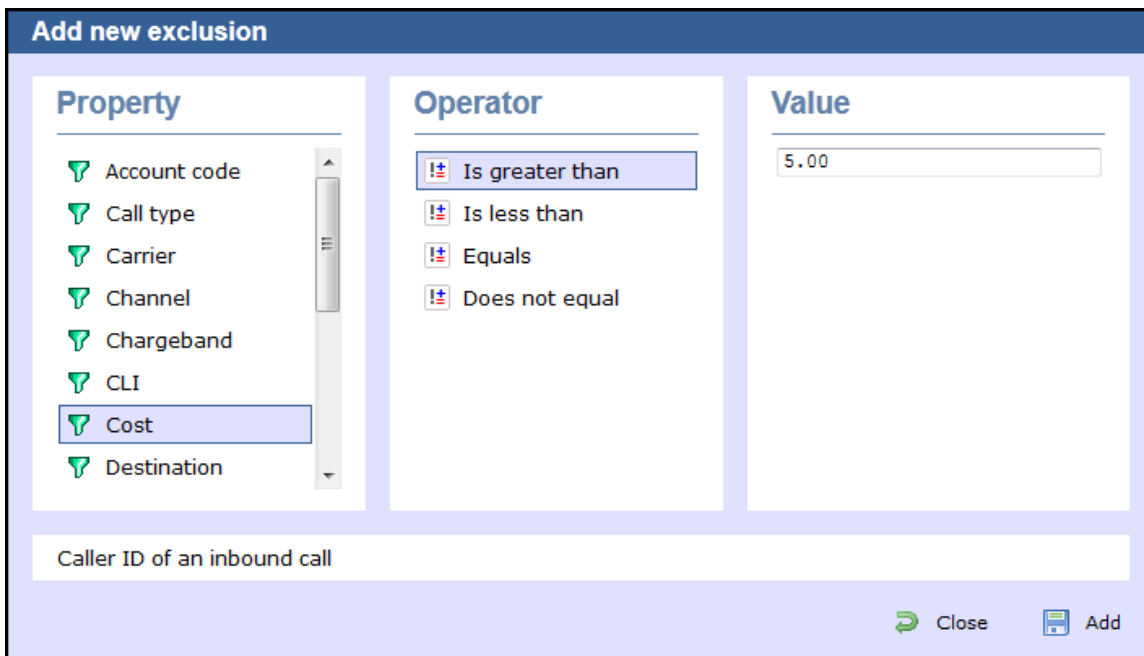 Add new exclusion
Property
Account code
Call type
Carrier
Channel
Chargeband
CLI
Cost
Destination
Operator
Is greater than
Is less than
Equals
Does not equal
Value
5.00
Caller ID of an inbound call
Close
Add